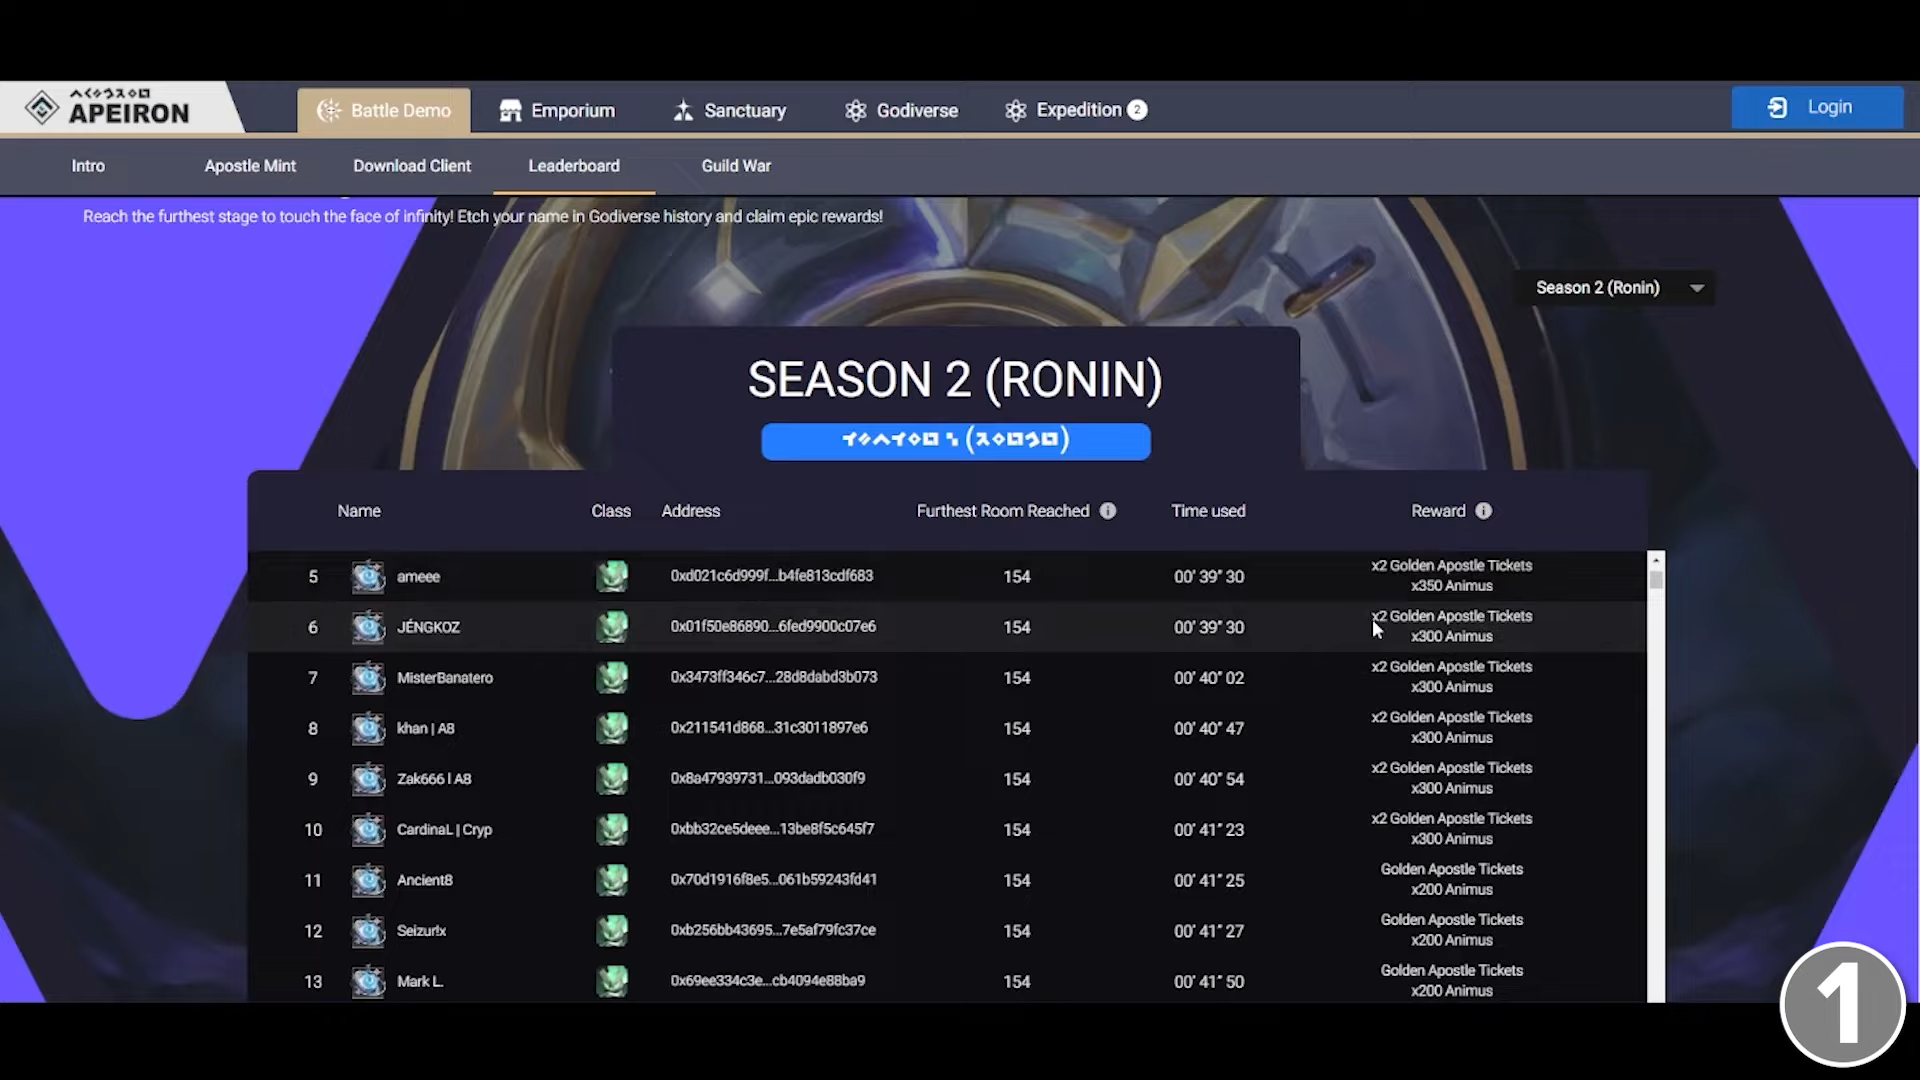 APEIRON
Battle Demo
Emporium
Sanctuary
Godiverse
Expedition 2
Login
Intro
Apostle Mint
Download Client
Leaderboard
Guild War
Reach the furthest stage to touch the face of infinity! Etch your name in Godiverse history and claim epic rewards!
Season 2 (Ronin)
SEASON 2 (RONIN)
Name Class Address Furthest Room Reached Time used Reward
5 ameee 0xd021c6d999f...b4fe813cdf683 154 00' 39" 30 x2 Golden Apostle Tickets
x350 Animus
6 JÉNGKOZ 0x01f50e86890...6fed9900c07e6 154 00' 39" 30 x2 Golden Apostle Tickets
x300 Animus
7 MisterBanatero 0x3473ff346c7...28d8dabd3b073 154 00' 40" 02 x2 Golden Apostle Tickets
x300 Animus
8 khan | A8 0x211541d868...31c3011897e6 154 00' 40" 47 x2 Golden Apostle Tickets
x300 Animus
9 Zak666 l A8 0x8a47939731...093dadb030f9 154 00' 40" 54 x2 Golden Apostle Tickets
x300 Animus
10 CardinaL | Cryp 0xbb32ce5deee...13be8f5c645f7 154 00' 41" 23 x2 Golden Apostle Tickets
x300 Animus
11 Ancient8 0x70d1916f8e5...061b59243fd41 154 00' 41" 25 Golden Apostle Tickets
x200 Animus
12 Seizur!x 0xb256bb43695...7e5af79fc37ce 154 00' 41" 27 Golden Apostle Tickets
x200 Animus
13 Mark L. 0x69ee334c3e...cb4094e88ba9 154 00' 41" 50 Golden Apostle Tickets
x200 Animus
1